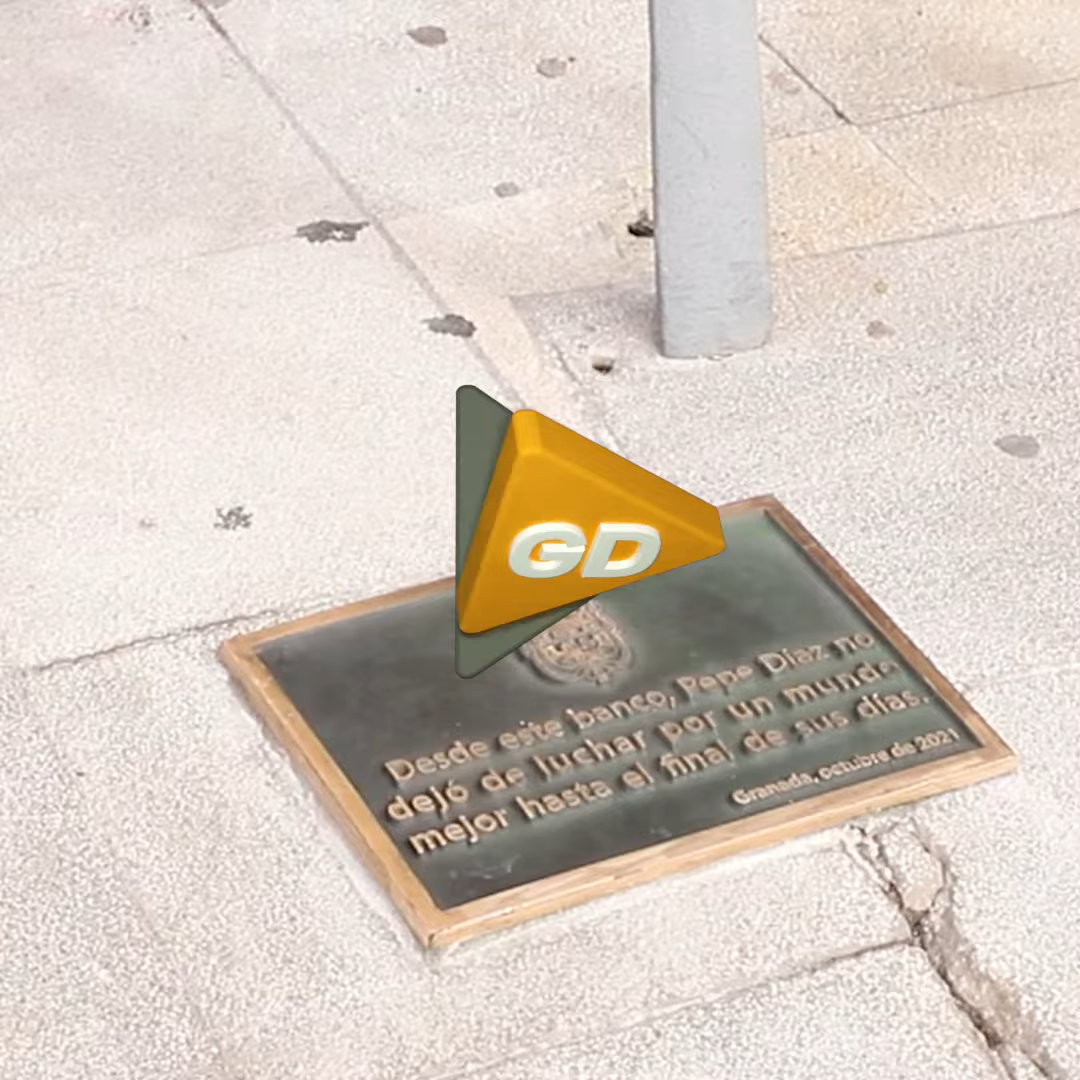 GD
Desde este banco, Pepe Díaz no
dejó de luchar por un mundo
mejor hasta el final de sus días.
Granada, octubre de 2021